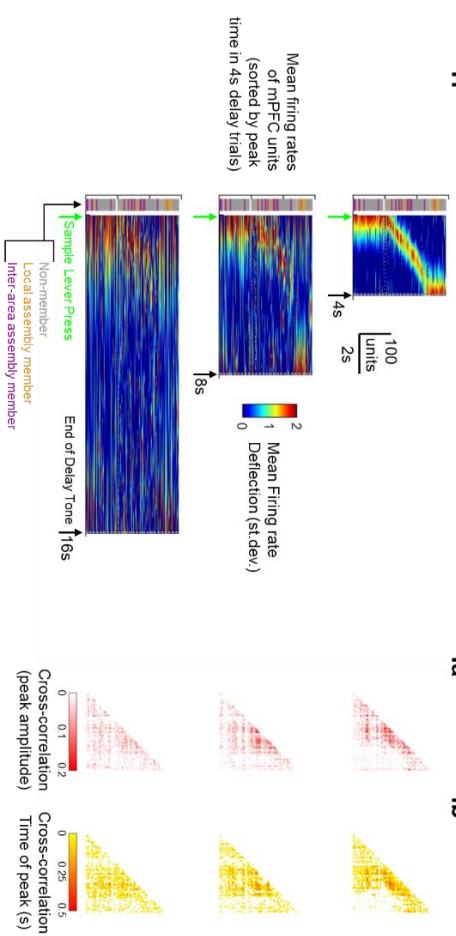 Ia
Ib
4s
100
units
2s
Mean firing rates
of mPFC units
(sorted by peak
time in 4s delay trials)
8s
0 1 2
Mean Firing rate
Deflection (st.dev.)
Sample Lever Press
End of Delay Tone
16s
Non-member
Local assembly member
Inter-area assembly member
0 0.1 0.2
Cross-correlation
(peak amplitude)
0 0.25 0.5
Cross-correlation
Time of peak (s)